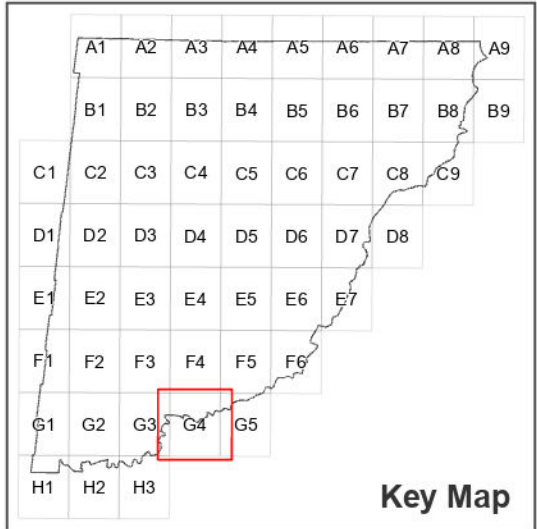 A1 A2 A3 A4 A5 A6 A7 A8 A9
B1 B2 B3 B4 B5 B6 B7 B8 B9
C1 C2 C3 C4 C5 C6 C7 C8 C9
D1 D2 D3 D4 D5 D6 D7 D8
E1 E2 E3 E4 E5 E6 E7
F1 F2 F3 F4 F5 F6
G1 G2 G3 G4 G5
H1 H2 H3
Key Map